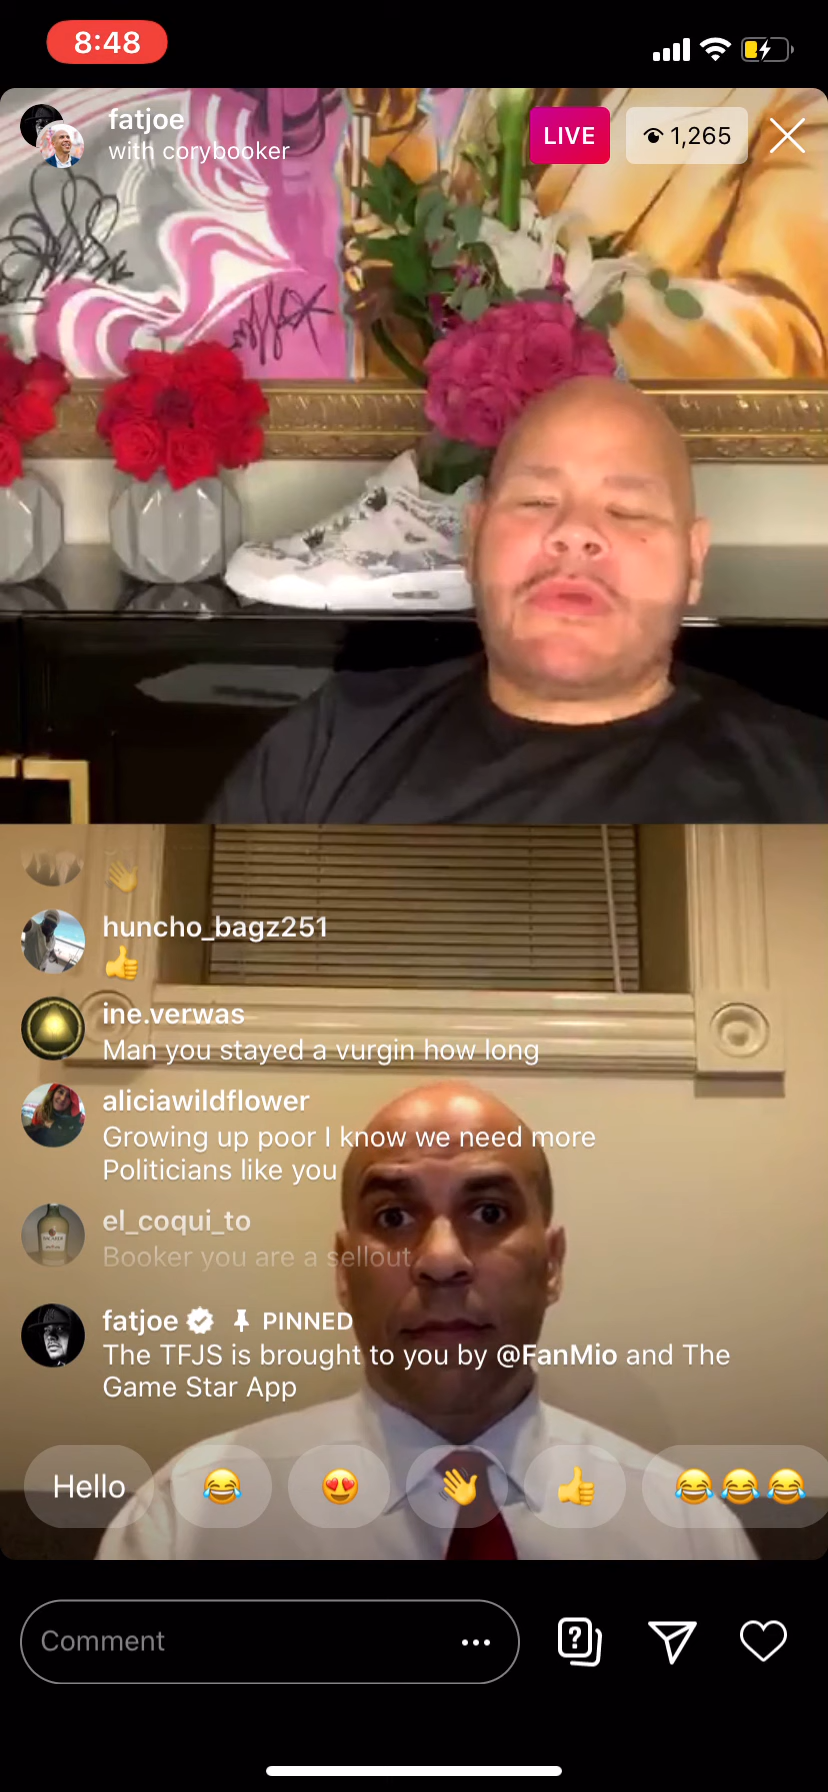 8:48
fatjoe
with corybooker
LIVE
1,265
huncho_bagz251
👍
ine.verwas
Man you stayed a vurgin how long
aliciawildflower
Growing up poor I know we need more
Politicians like you
el_coqui_to
Booker you are a sellout
fatjoe PINNED
The TFJS is brought to you by @FanMio and The
Game Star App
Hello 😂 😍 👋 👍 😂😂😂
Comment